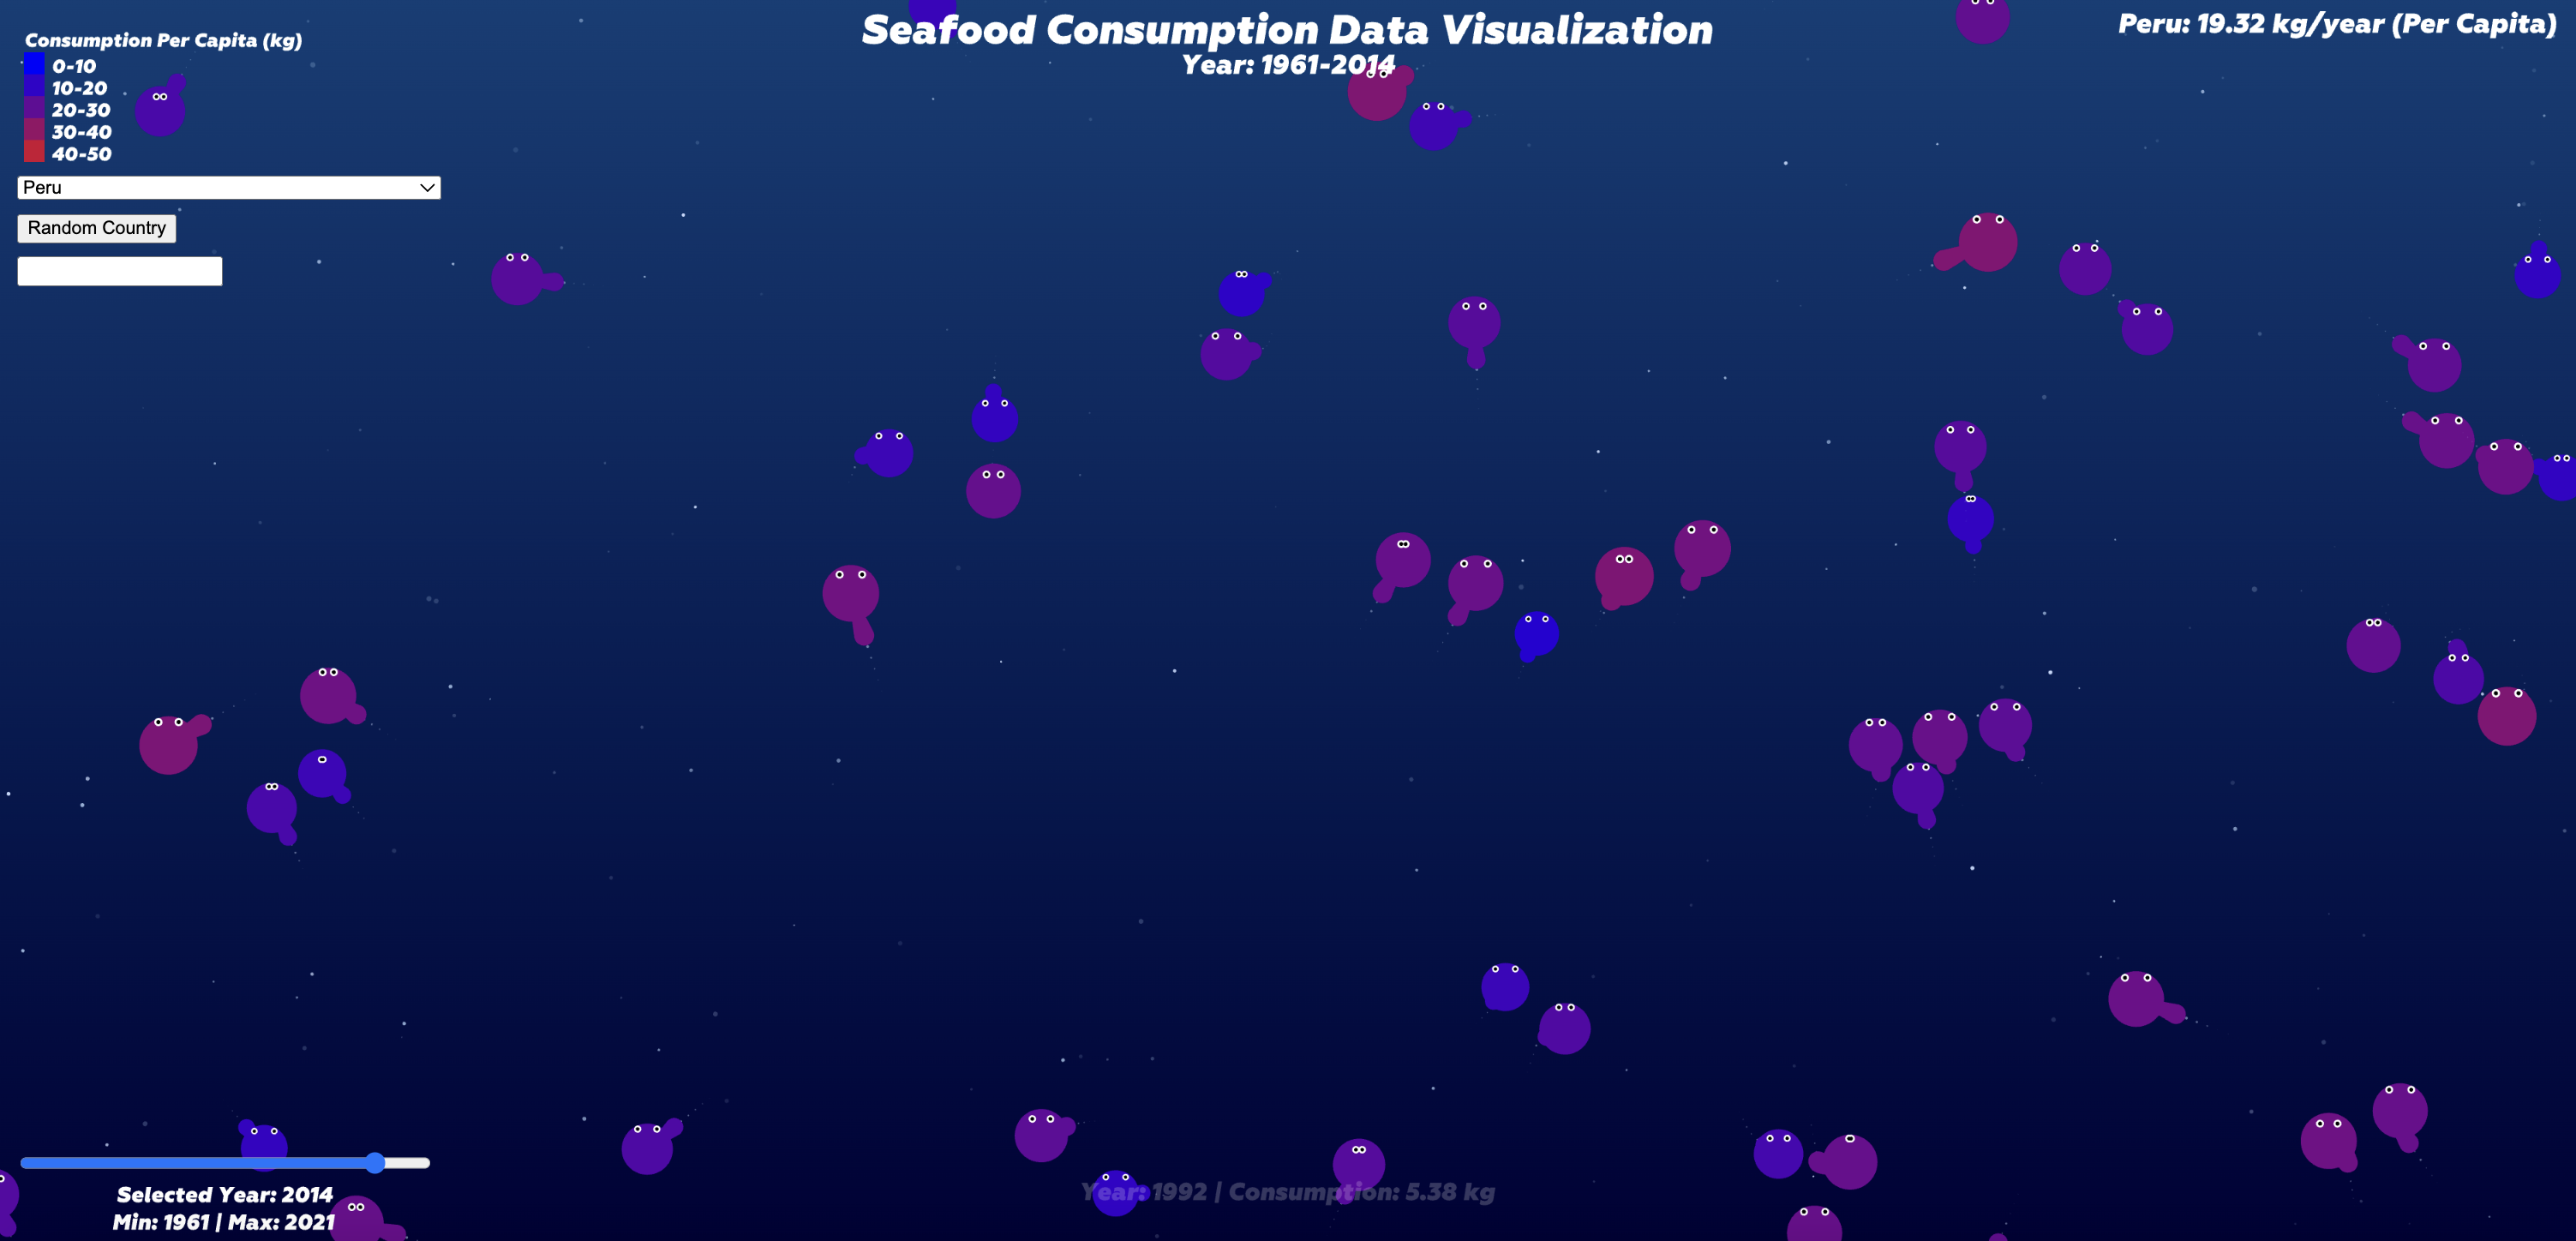 Seafood Consumption Data Visualization
Year: 1961-2014
Peru: 19.32 kg/year (Per Capita)
Consumption Per Capita (kg)
0-10
10-20
20-30
30-40
40-50
Peru
Random Country
Year: 1992 | Consumption: 5.38 kg
Selected Year: 2014
Min: 1961 | Max: 2021